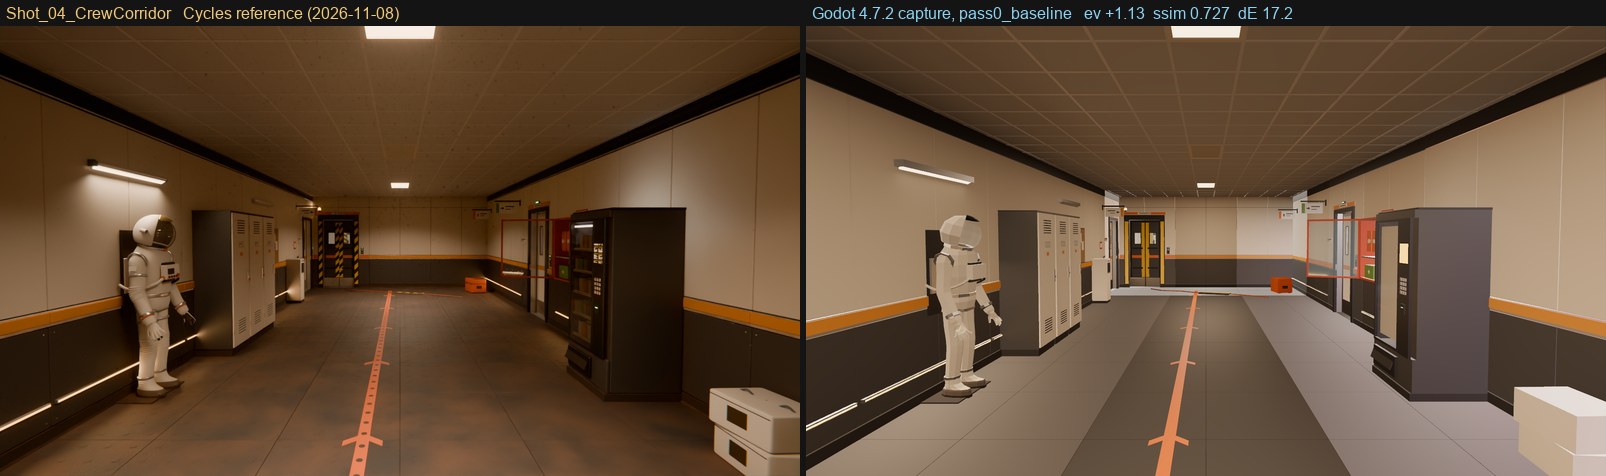 Shot_04_CrewCorridor Cycles reference (2026-11-08)
Godot 4.7.2 capture, pass0_baseline ev +1.13 ssim 0.727 dE 17.2